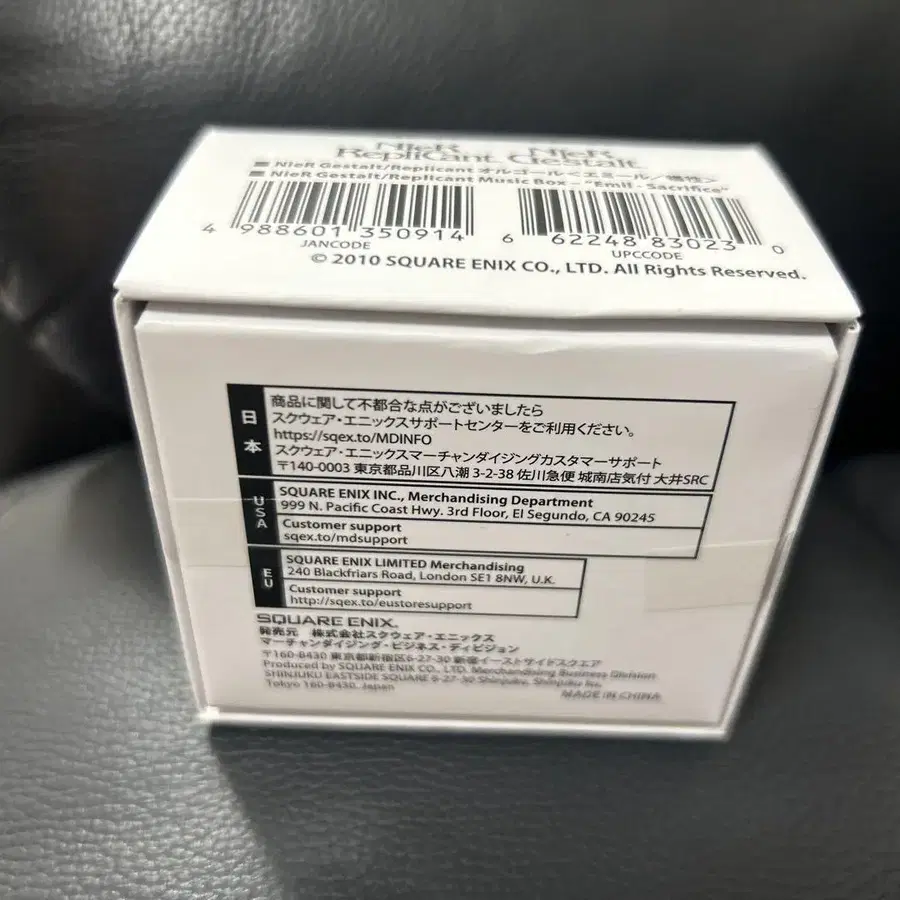 NieR RepliCant NieR Gestalt
■ NieR Gestalt/Replicant オルゴール<エミール/犠牲>
■ NieR Gestalt/Replicant Music Box – "Emil - Sacrifice"
4 988601 350914
JANCODE
6 62248 83023 0
UPCCODE
© 2010 SQUARE ENIX CO., LTD. All Rights Reserved.
日本
商品に関して不都合な点がございましたら
スクウェア・エニックスサポートセンターをご利用ください。
https://sqex.to/MDINFO
スクウェア・エニックスマーチャンダイジングカスタマーサポート
〒140-0003 東京都品川区八潮 3-2-38 佐川急便 城南店気付 大井SRC
USA
SQUARE ENIX INC., Merchandising Department
999 N. Pacific Coast Hwy. 3rd Floor, El Segundo, CA 90245
Customer support
sqex.to/mdsupport
EU
SQUARE ENIX LIMITED Merchandising
240 Blackfriars Road, London SE1 8NW, U.K.
Customer support
http://sqex.to/eustoresupport
SQUARE ENIX.
発売元 株式会社スクウェア・エニックス
マーチャンダイジング・ビジネス・ディビジョン
〒160-8430 東京都新宿区6-27-30 新宿イーストサイドスクエア
Produced by SQUARE ENIX CO., LTD. Merchandising Business Division
SHINJUKU EASTSIDE SQUARE 6-27-30 Shinjuku, Shinjuku-ku,
Tokyo 160-8430, Japan
MADE IN CHINA